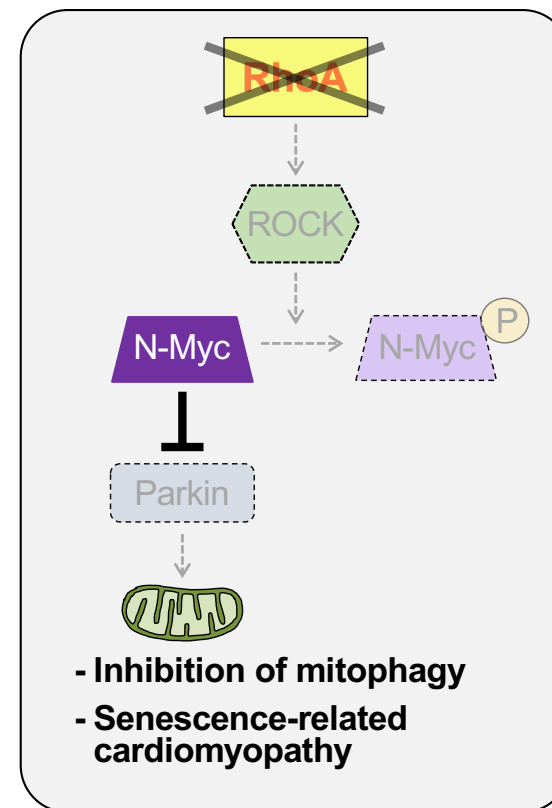 RhoA
ROCK
N-Myc
N-Myc
P
Parkin
- Inhibition of mitophagy
- Senescence-related
cardiomyopathy